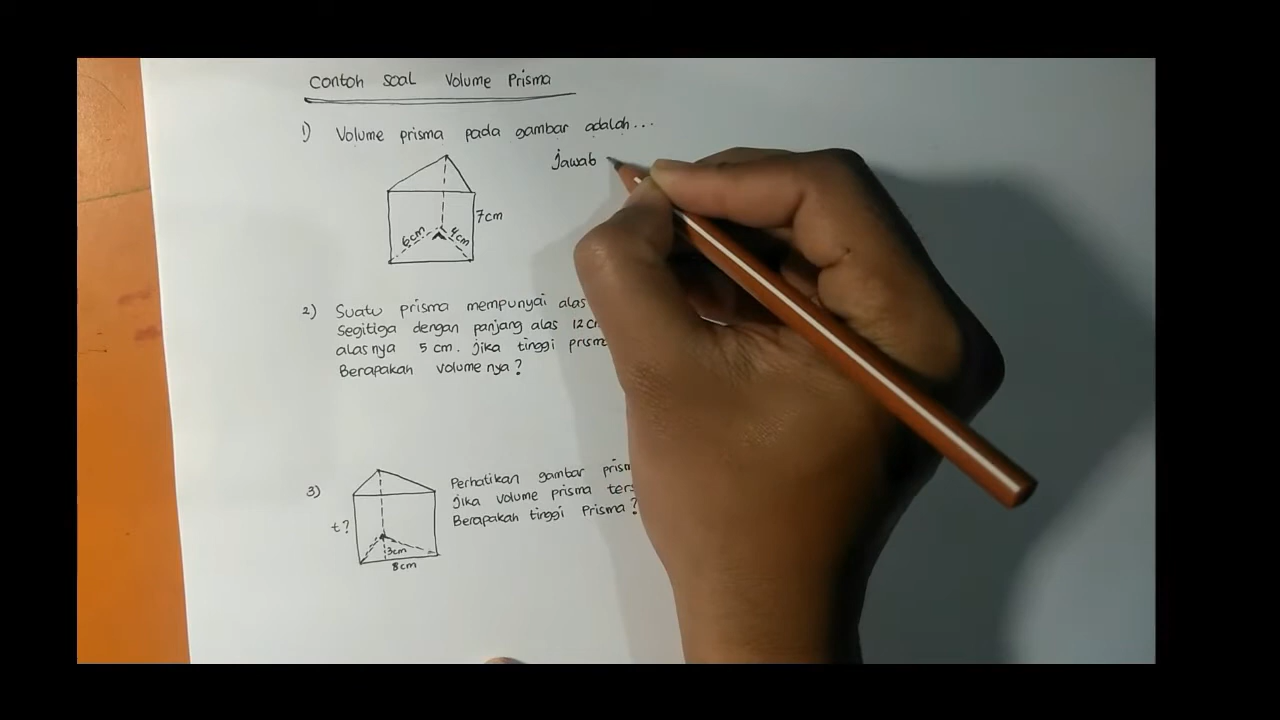 Contoh Soal Volume Prisma
1) Volume prisma pada gambar adalah...
Jawab
7cm
6cm
4cm
2) Suatu prisma mempunyai alas
Segitiga dengan panjang alas 12
alasnya 5 cm. Jika tinggi
Berapakah volume nya?
3)
Perhatikan gambar
Jika volume prisma
Berapakah tinggi Prisma?
t?
3cm
8cm